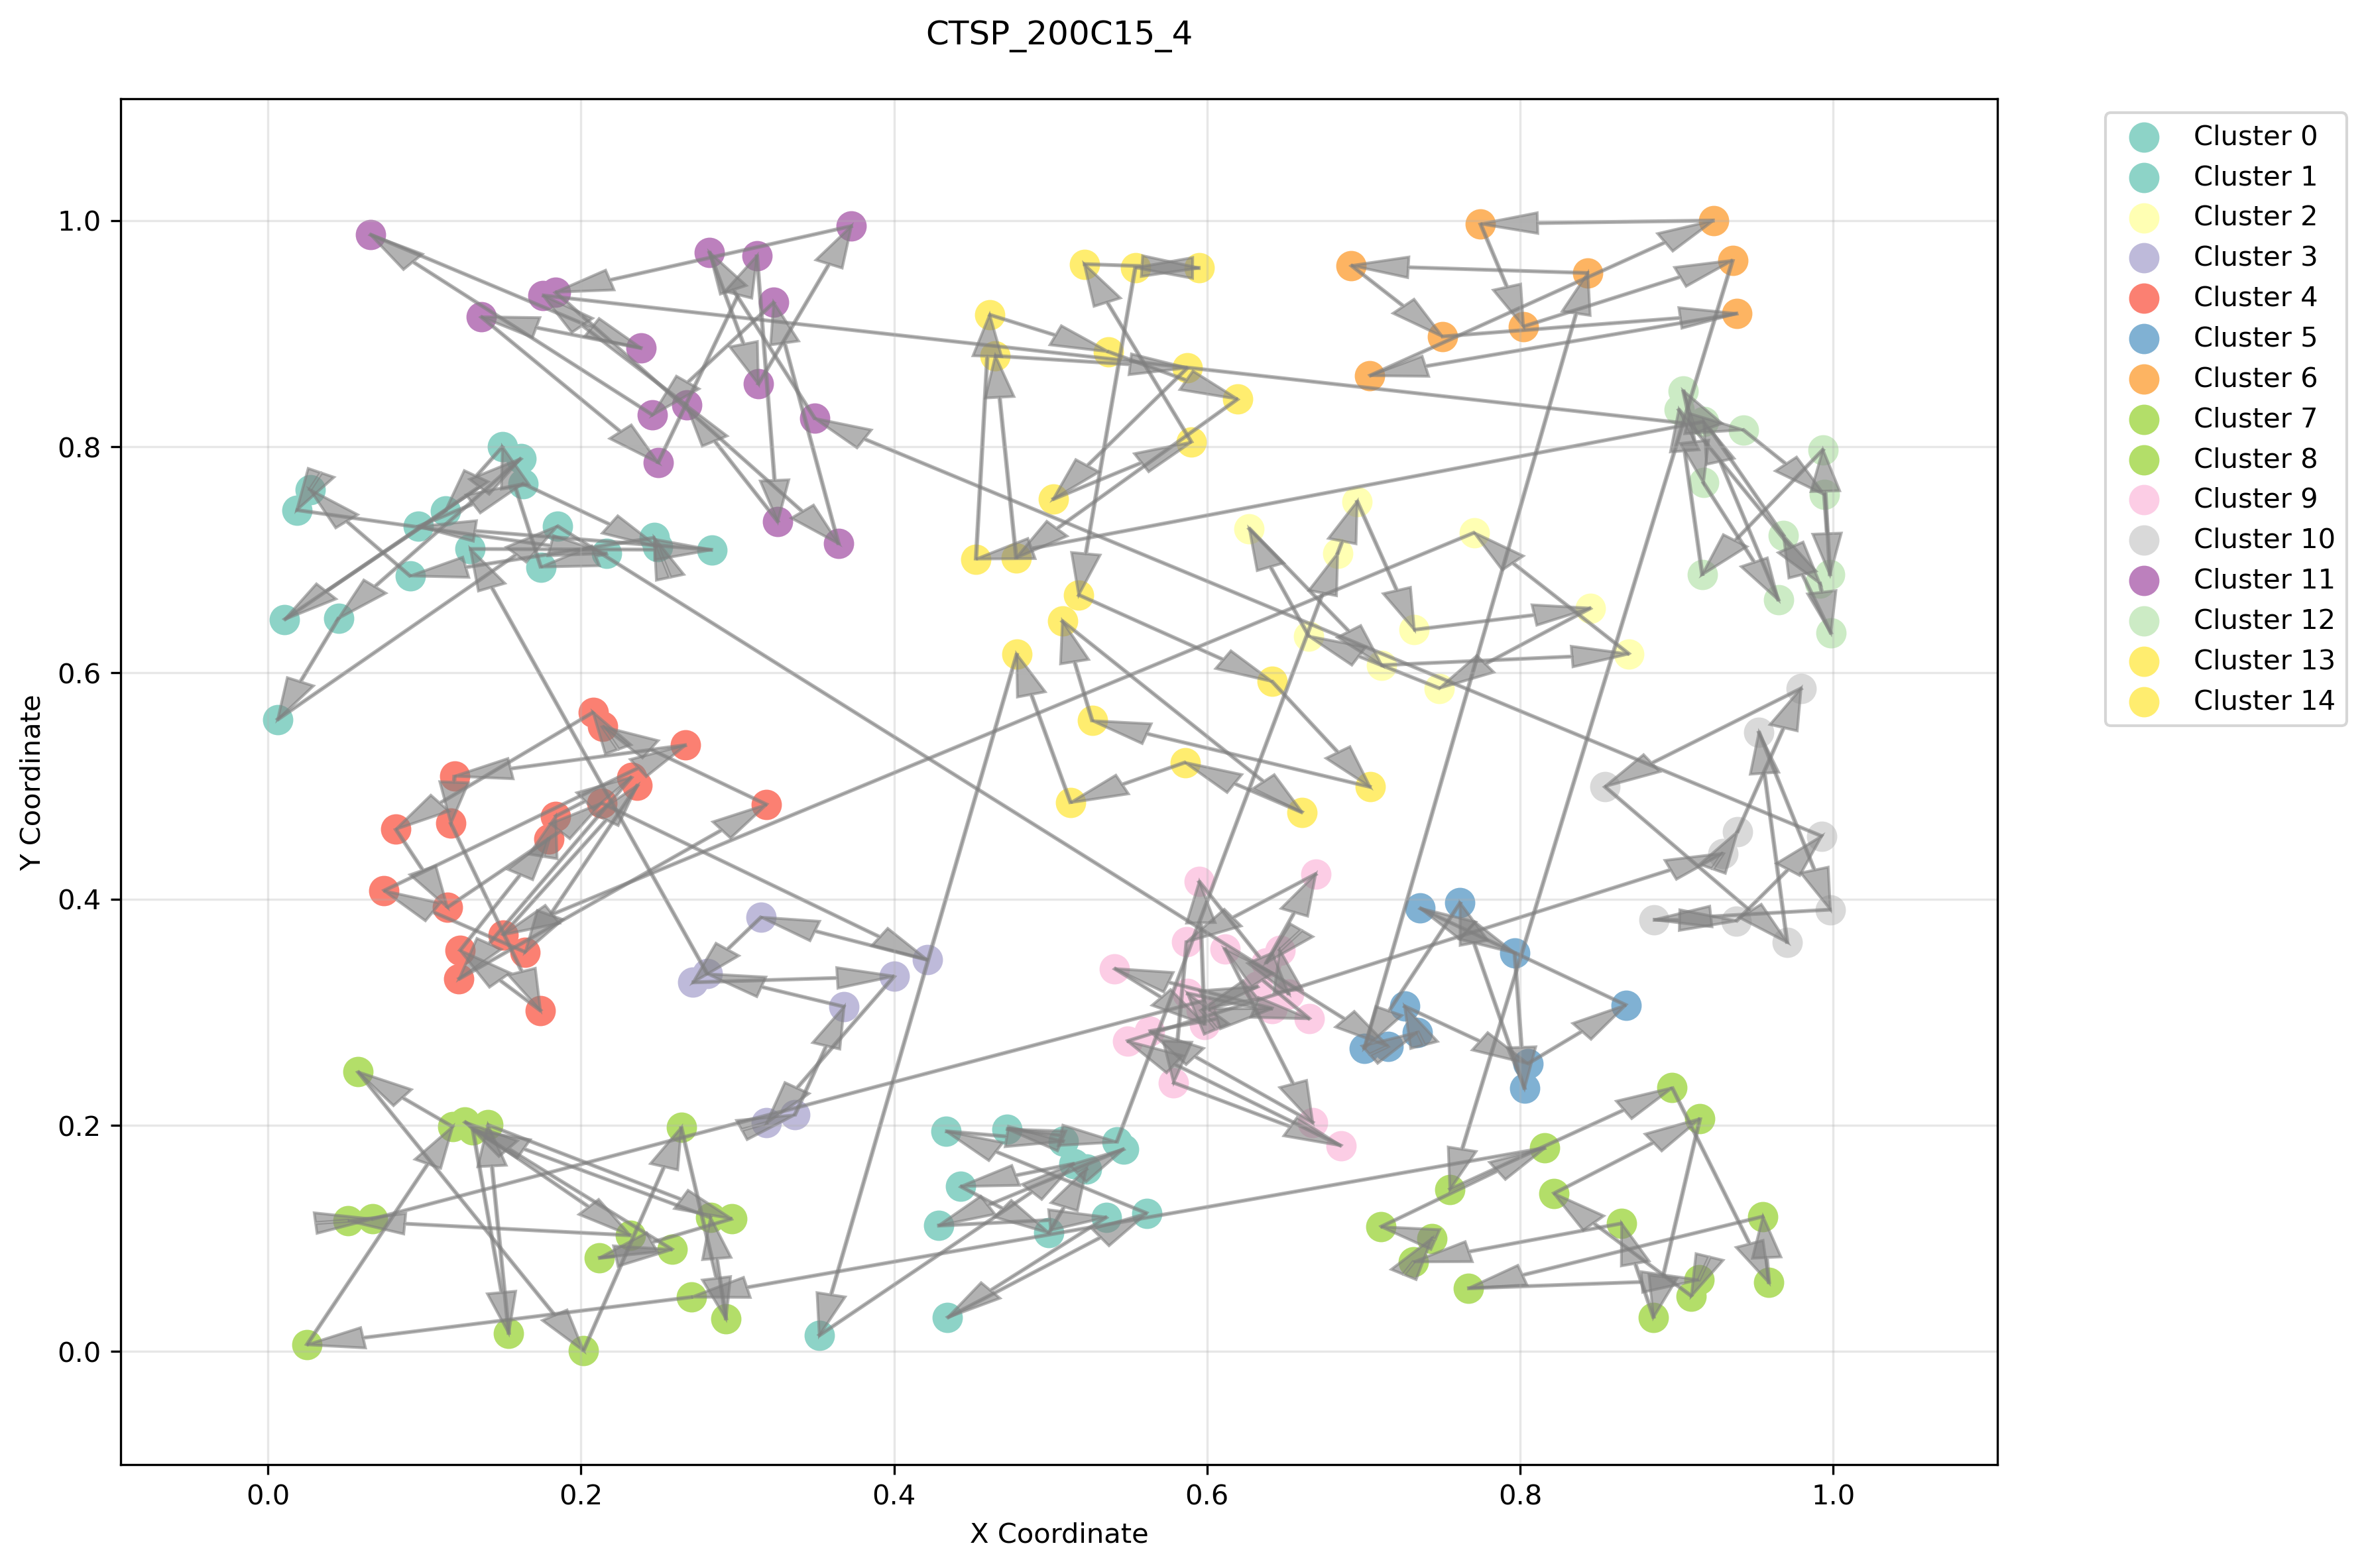 CTSP_200C15_4
1.0
0.8
0.6
0.4
0.2
0.0
Y Coordinate
0.0 0.2 0.4 0.6 0.8 1.0
X Coordinate
Cluster 0
Cluster 1
Cluster 2
Cluster 3
Cluster 4
Cluster 5
Cluster 6
Cluster 7
Cluster 8
Cluster 9
Cluster 10
Cluster 11
Cluster 12
Cluster 13
Cluster 14